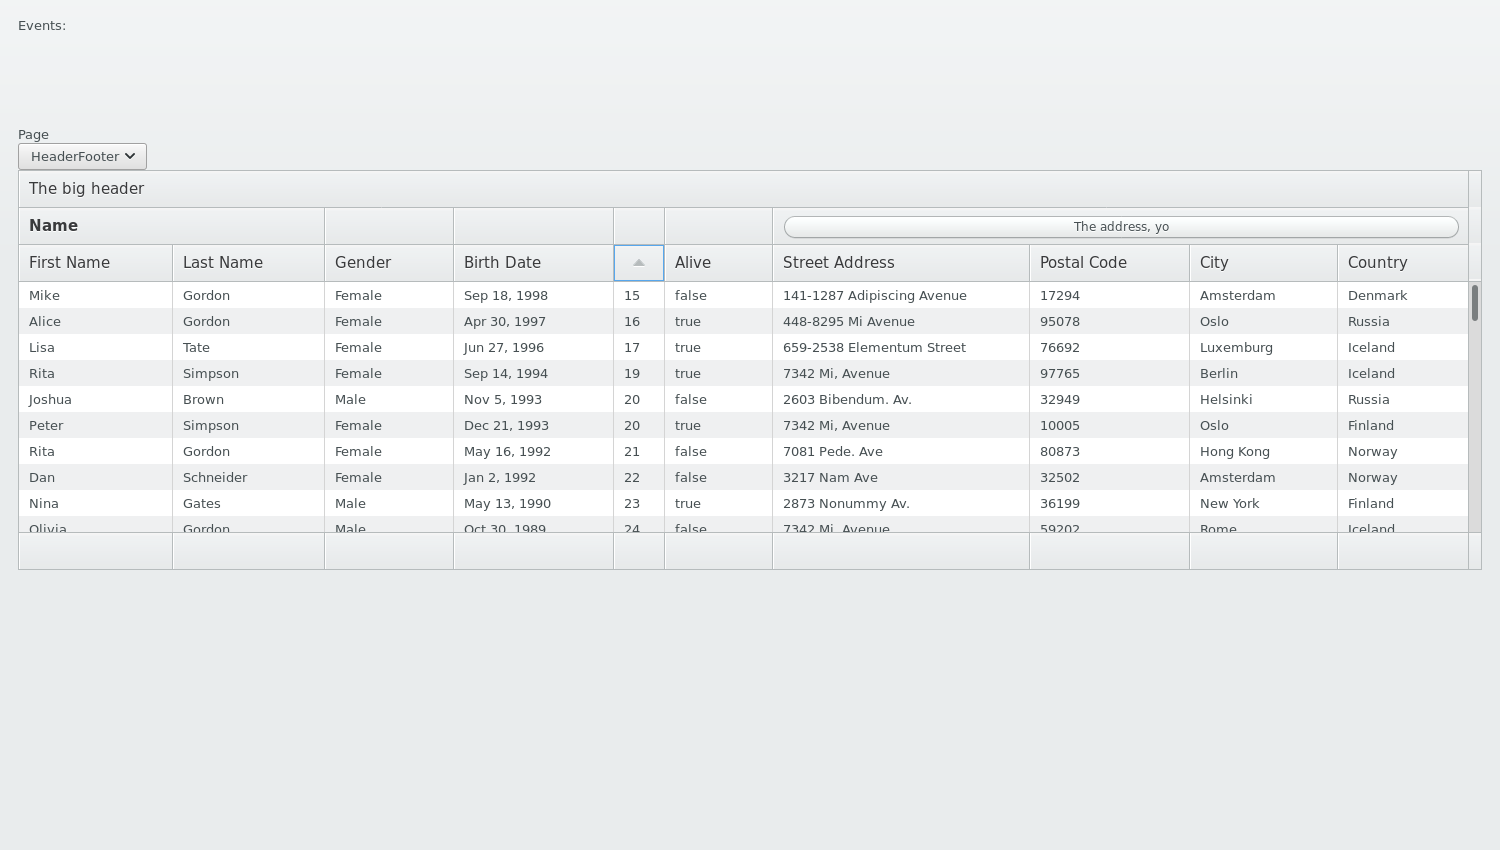 Events:
Page
HeaderFooter
The big header
Name The address, yo
First Name Last Name Gender Birth Date Alive Street Address Postal Code City Country
Mike Gordon Female Sep 18, 1998 15 false 141-1287 Adipiscing Avenue 17294 Amsterdam Denmark
Alice Gordon Female Apr 30, 1997 16 true 448-8295 Mi Avenue 95078 Oslo Russia
Lisa Tate Female Jun 27, 1996 17 true 659-2538 Elementum Street 76692 Luxemburg Iceland
Rita Simpson Female Sep 14, 1994 19 true 7342 Mi, Avenue 97765 Berlin Iceland
Joshua Brown Male Nov 5, 1993 20 false 2603 Bibendum. Av. 32949 Helsinki Russia
Peter Simpson Female Dec 21, 1993 20 true 7342 Mi, Avenue 10005 Oslo Finland
Rita Gordon Female May 16, 1992 21 false 7081 Pede. Ave 80873 Hong Kong Norway
Dan Schneider Female Jan 2, 1992 22 false 3217 Nam Ave 32502 Amsterdam Norway
Nina Gates Male May 13, 1990 23 true 2873 Nonummy Av. 36199 New York Finland
Olivia Gordon Male Oct 30, 1989 24 false 7342 Mi, Avenue 59202 Rome Iceland